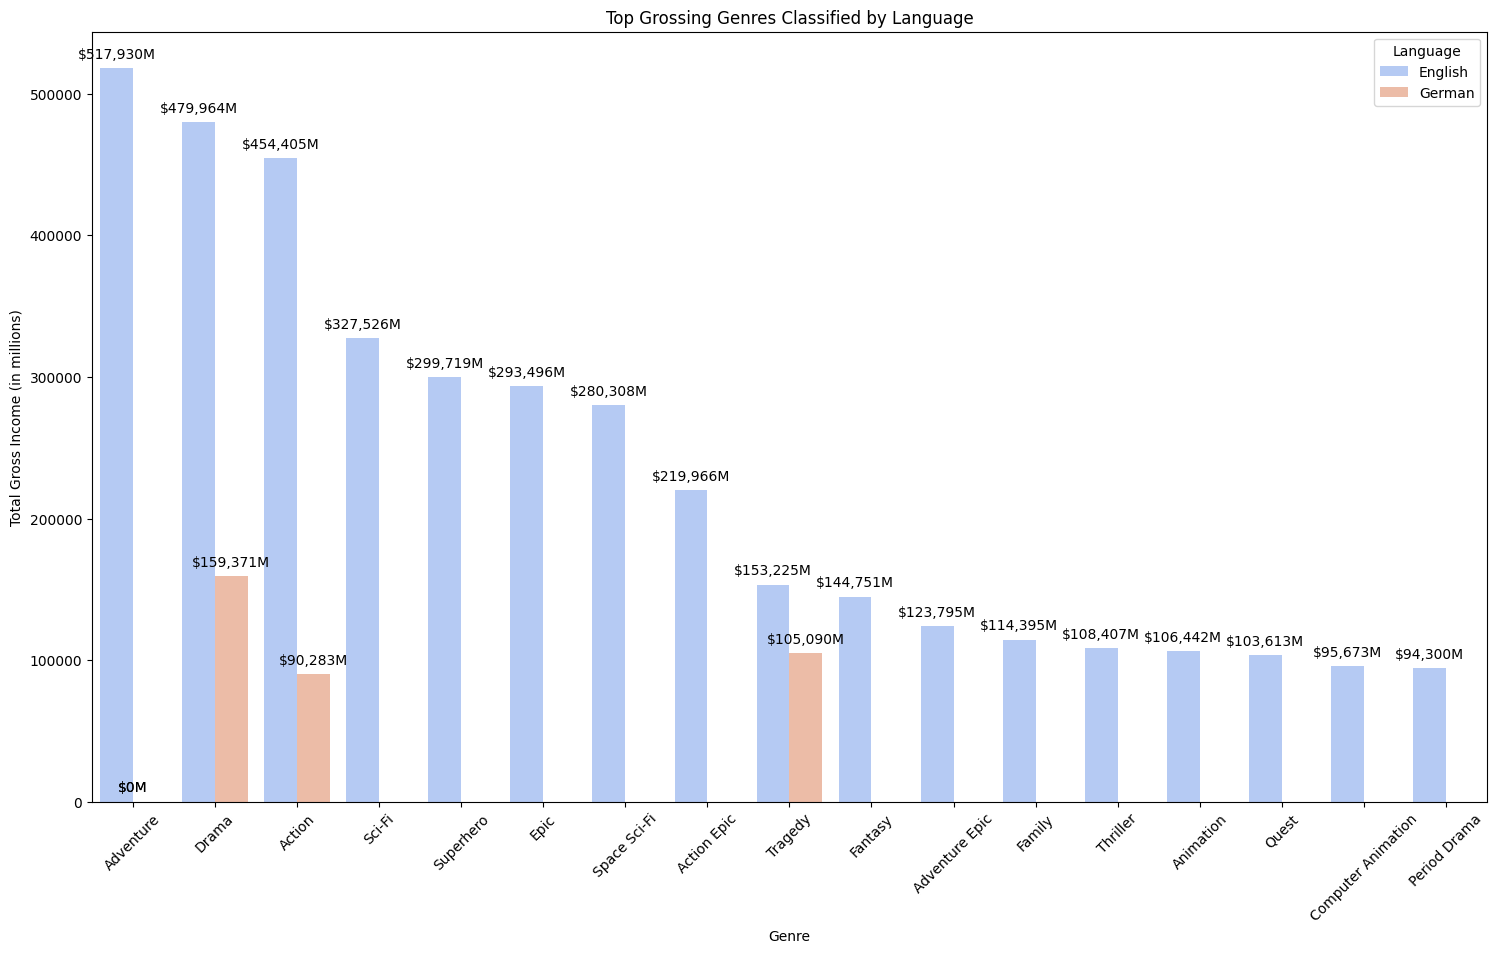 Top Grossing Genres Classified by Language
Total Gross Income (in millions)
500000
400000
300000
200000
100000
0
Language
English
German
$517,930M
$479,964M
$454,405M
$327,526M
$299,719M
$293,496M
$280,308M
$219,966M
$153,225M
$144,751M
$123,795M
$114,395M
$108,407M
$106,442M
$103,613M
$95,673M
$94,300M
$159,371M
$90,283M
$105,090M
$0M
Adventure
Drama
Action
Sci-Fi
Superhero
Epic
Space Sci-Fi
Action Epic
Tragedy
Fantasy
Adventure Epic
Family
Thriller
Animation
Quest
Computer Animation
Period Drama
Genre